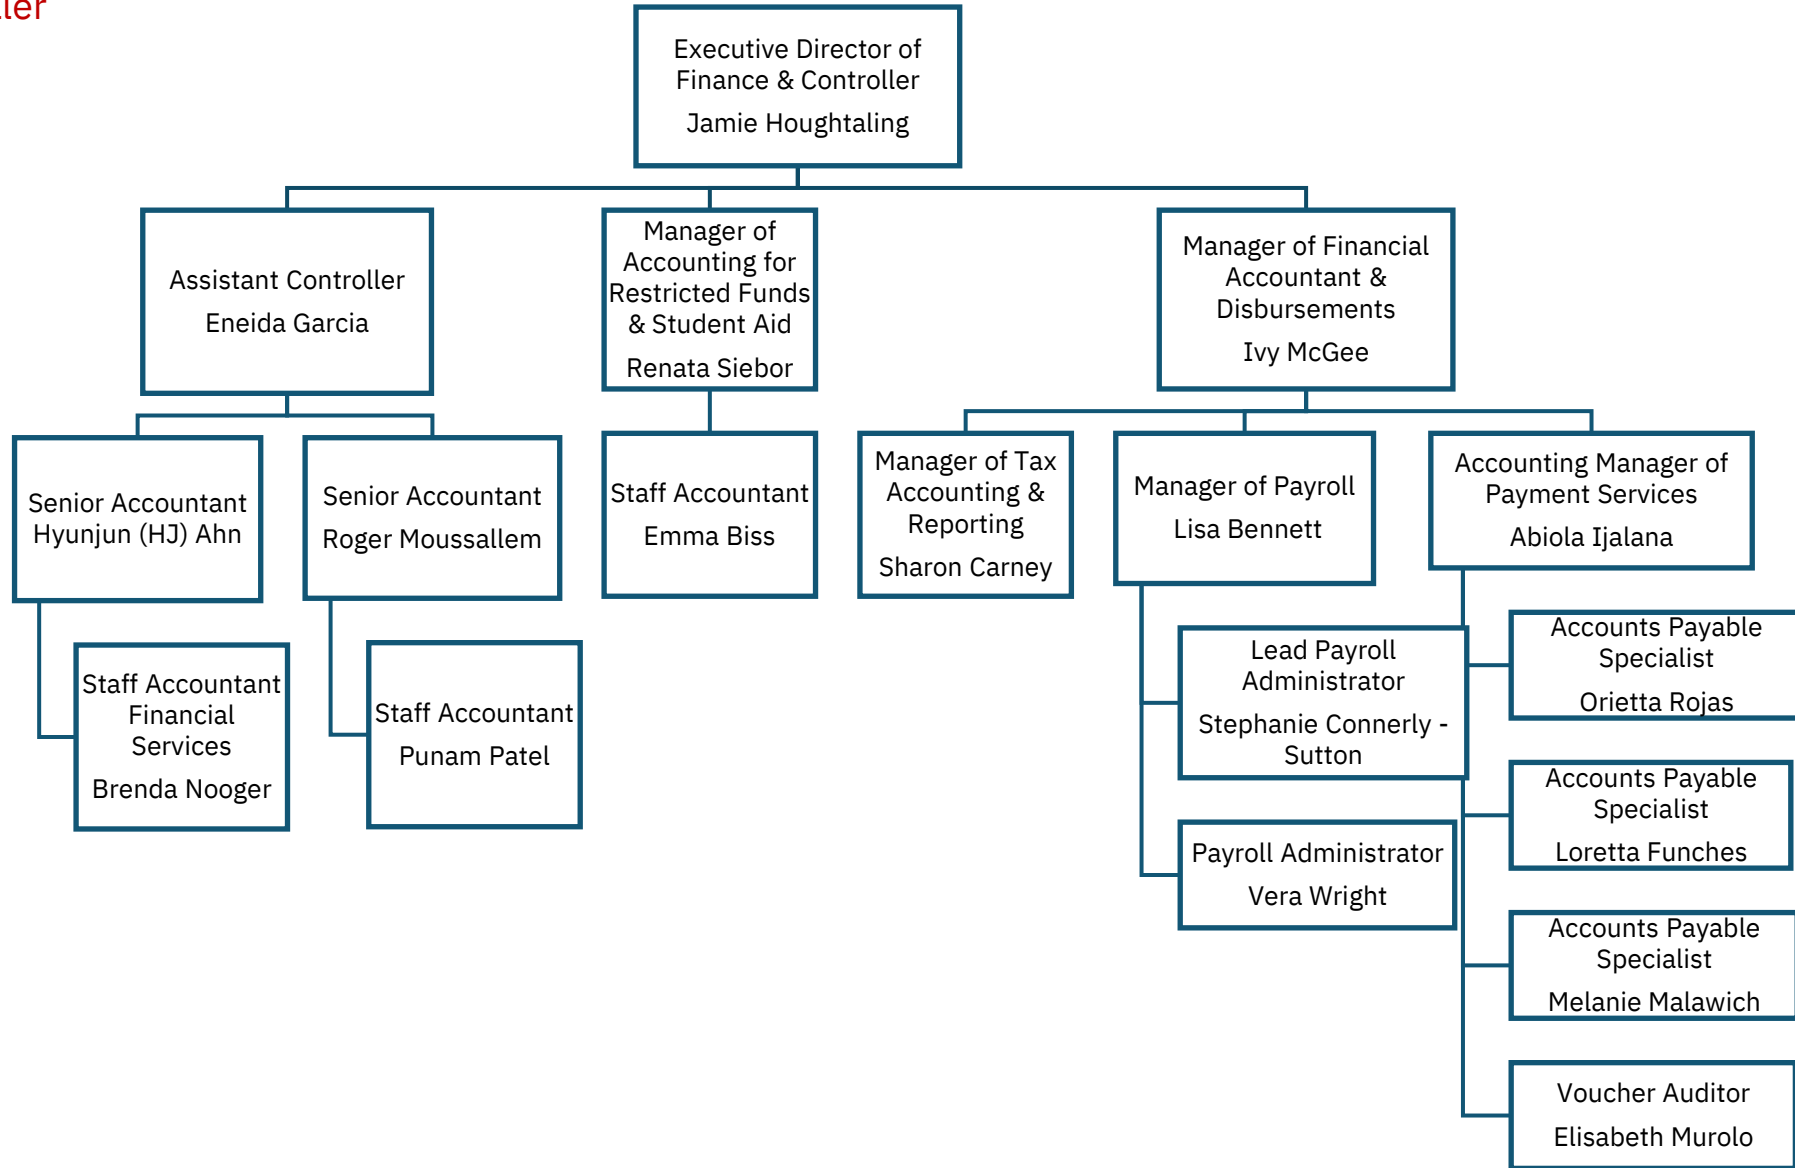 Executive Director of
Finance & Controller
Jamie Houghtaling
Assistant Controller
Eneida Garcia
Manager of
Accounting for
Restricted Funds
& Student Aid
Renata Siebor
Manager of Financial
Accountant &
Disbursements
Ivy McGee
Senior Accountant
Hyunjun (HJ) Ahn
Senior Accountant
Roger Moussallem
Staff Accountant
Emma Biss
Manager of Tax
Accounting &
Reporting
Sharon Carney
Manager of Payroll
Lisa Bennett
Accounting Manager of
Payment Services
Abiola Ijalana
Staff Accountant
Financial
Services
Brenda Nooger
Staff Accountant
Punam Patel
Lead Payroll
Administrator
Stephanie Connerly -
Sutton
Payroll Administrator
Vera Wright
Accounts Payable
Specialist
Orietta Rojas
Accounts Payable
Specialist
Loretta Funches
Accounts Payable
Specialist
Melanie Malawich
Voucher Auditor
Elisabeth Murolo